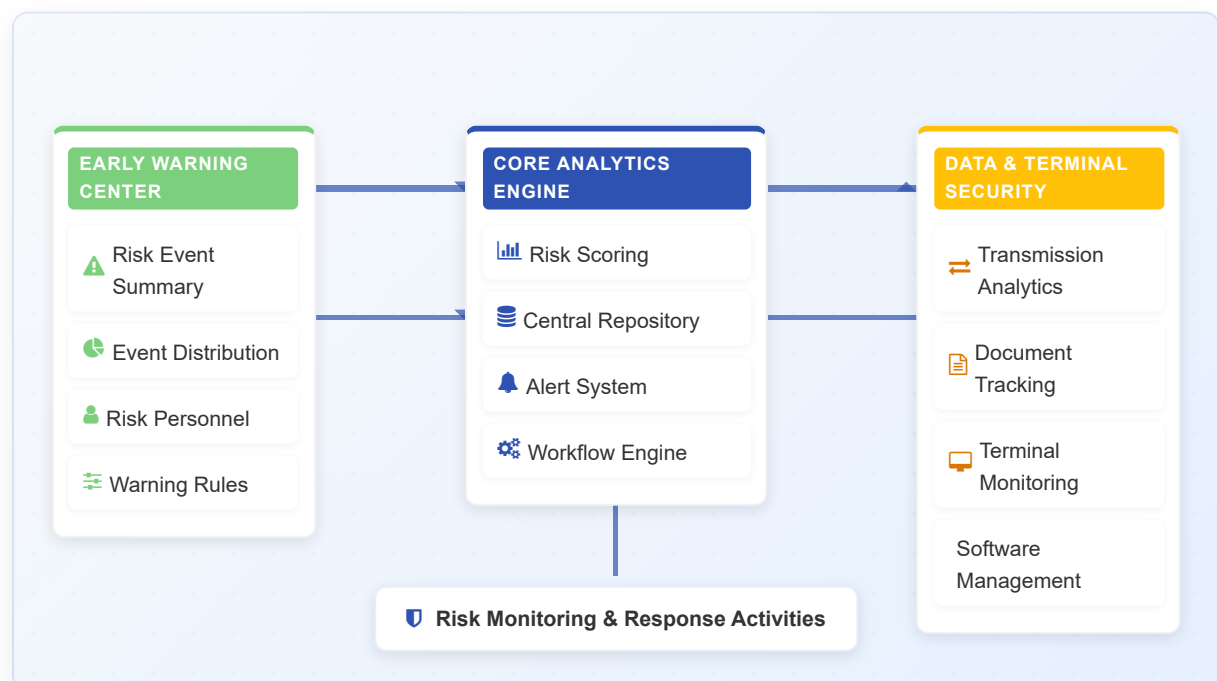 EARLY WARNING
CENTER
Risk Event
Summary
Event Distribution
Risk Personnel
Warning Rules
CORE ANALYTICS
ENGINE
Risk Scoring
Central Repository
Alert System
Workflow Engine
DATA & TERMINAL
SECURITY
Transmission
Analytics
Document
Tracking
Terminal
Monitoring
Software
Management
Risk Monitoring & Response Activities